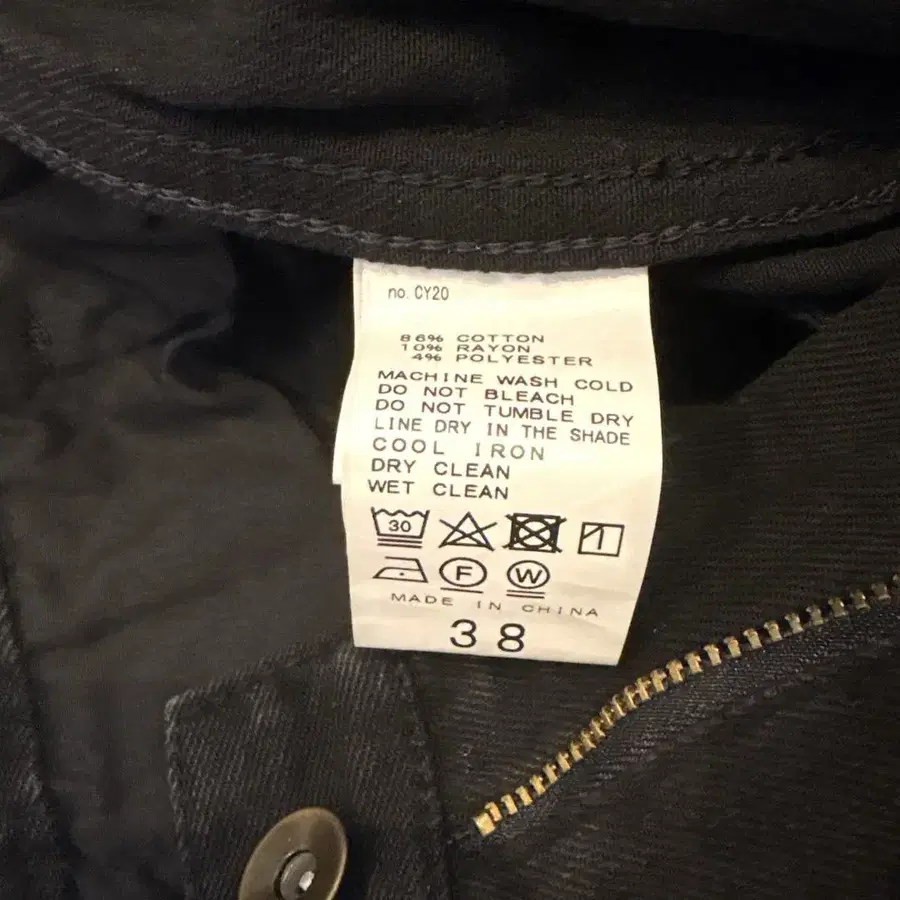 no. CY20
86% COTTON
10% RAYON
4% POLYESTER
MACHINE WASH COLD
DO NOT BLEACH
DO NOT TUMBLE DRY
LINE DRY IN THE SHADE
COOL IRON
DRY CLEAN
WET CLEAN
30
F W
MADE IN CHINA
38